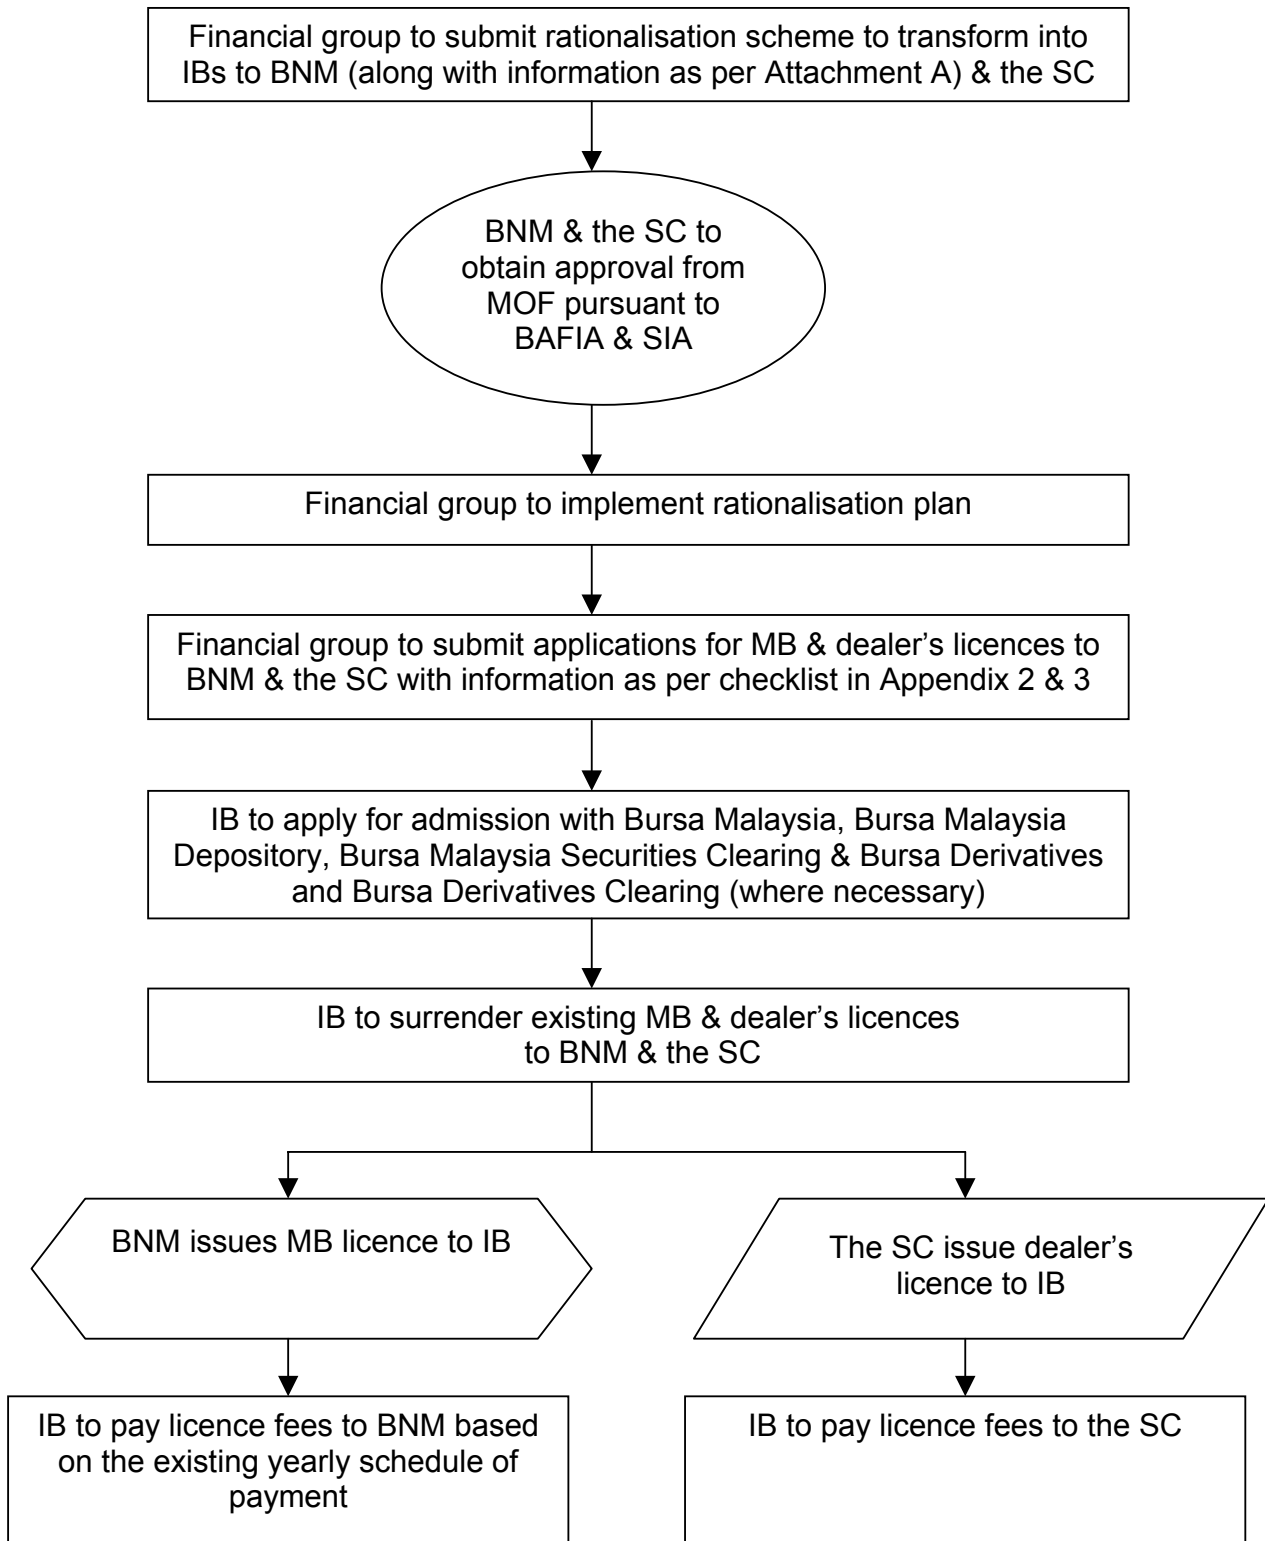 Financial group to submit rationalisation scheme to transform into
IBs to BNM (along with information as per Attachment A) & the SC
BNM & the SC to
obtain approval from
MOF pursuant to
BAFIA & SIA
Financial group to implement rationalisation plan
Financial group to submit applications for MB & dealer’s licences to
BNM & the SC with information as per checklist in Appendix 2 & 3
IB to apply for admission with Bursa Malaysia, Bursa Malaysia
Depository, Bursa Malaysia Securities Clearing & Bursa Derivatives
and Bursa Derivatives Clearing (where necessary)
IB to surrender existing MB & dealer’s licences
to BNM & the SC
BNM issues MB licence to IB
The SC issue dealer’s
licence to IB
IB to pay licence fees to BNM based
on the existing yearly schedule of
payment
IB to pay licence fees to the SC